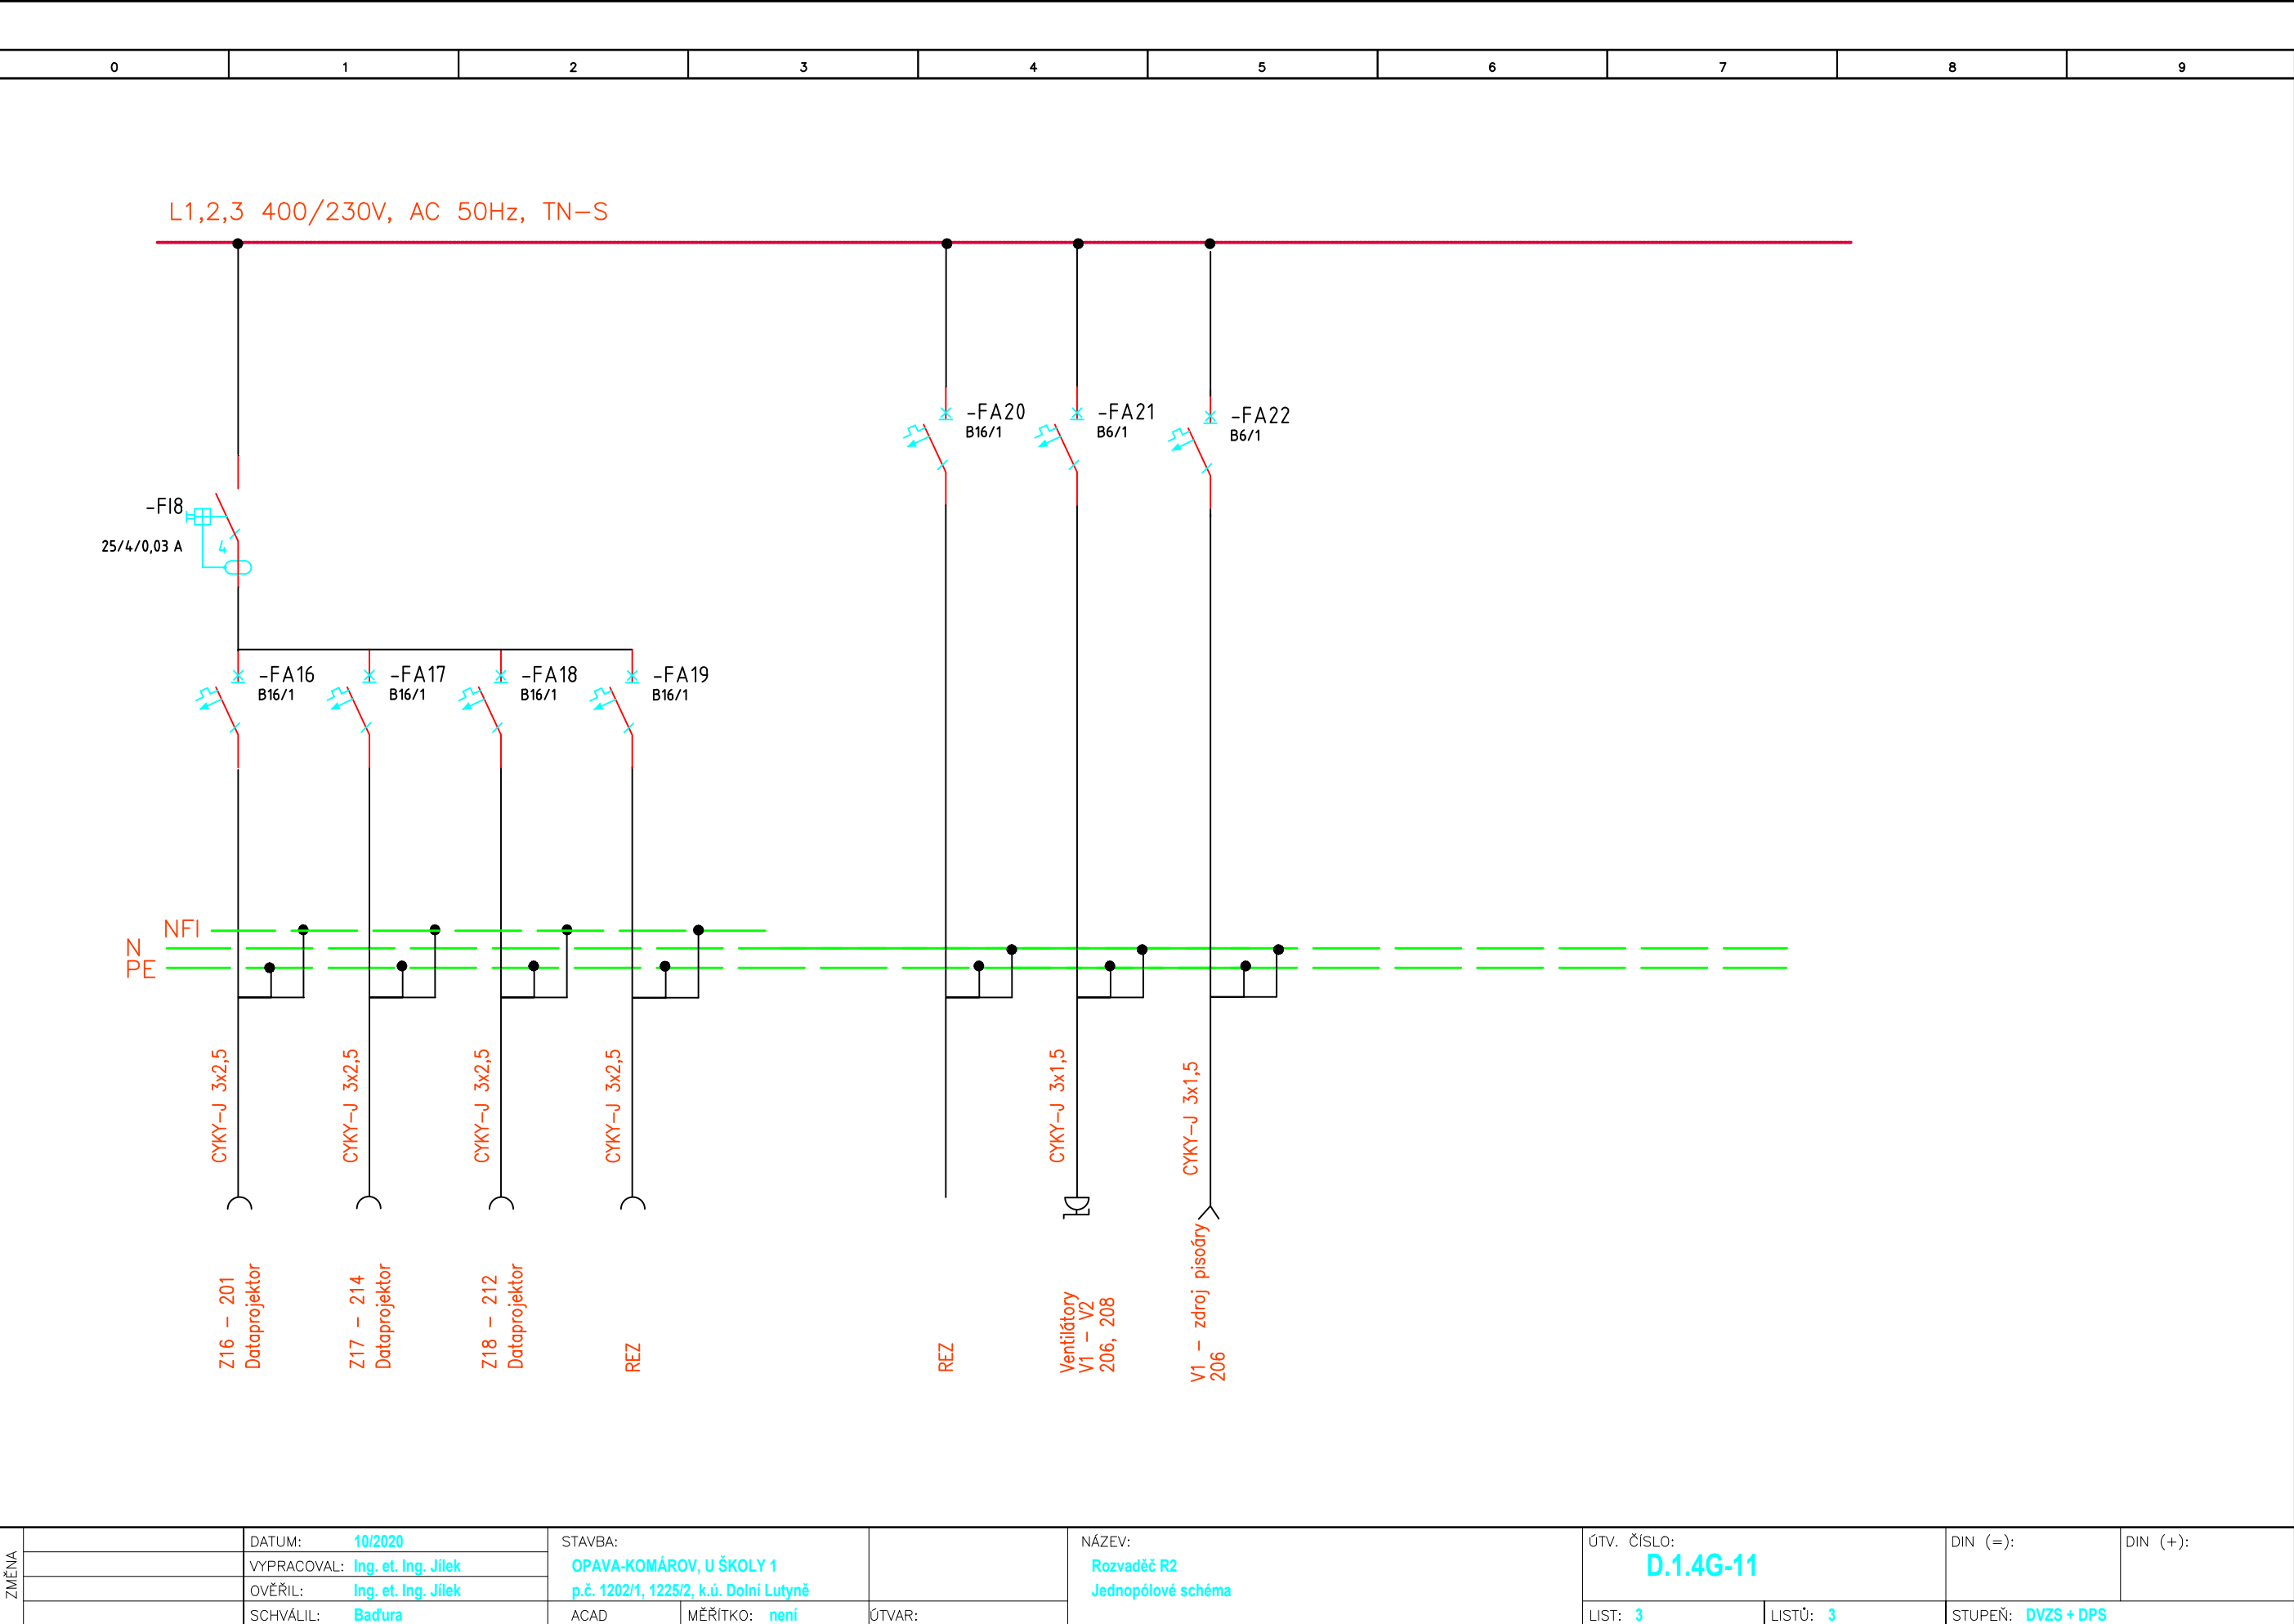 0 1 2 3 4 5 6 7 8 9
L1,2,3 400/230V, AC 50Hz, TN-S
-FA20
B16/1
-FA21
B6/1
-FA22
B6/1
-FI8
25/4/0,03 A
4
-FA16
B16/1
-FA17
B16/1
-FA18
B16/1
-FA19
B16/1
NFI
N
PE
CYKY-J 3x2,5
CYKY-J 3x2,5
CYKY-J 3x2,5
CYKY-J 3x2,5
CYKY-J 3x1,5
CYKY-J 3x1,5
Z16 - 201
Dataprojektor
Z17 - 214
Dataprojektor
Z18 - 212
Dataprojektor
REZ
REZ
Ventilátory
V1 - V2
206, 208
V1 - zdroj pisoáry
206
ZMĚNA
DATUM: 10/2020
VYPRACOVAL: Ing. et. Ing. Jílek
OVĚŘIL: Ing. et. Ing. Jílek
SCHVÁLIL: Baďura
STAVBA:
OPAVA-KOMÁROV, U ŠKOLY 1
p.č. 1202/1, 1225/2, k.ú. Dolní Lutyně
ACAD MĚŘÍTKO: není ÚTVAR:
NÁZEV:
Rozvaděč R2
Jednopólové schéma
ÚTV. ČÍSLO:
D.1.4G-11
DIN (=): DIN (+):
LIST: 3 LISTŮ: 3 STUPEŇ: DVZS + DPS